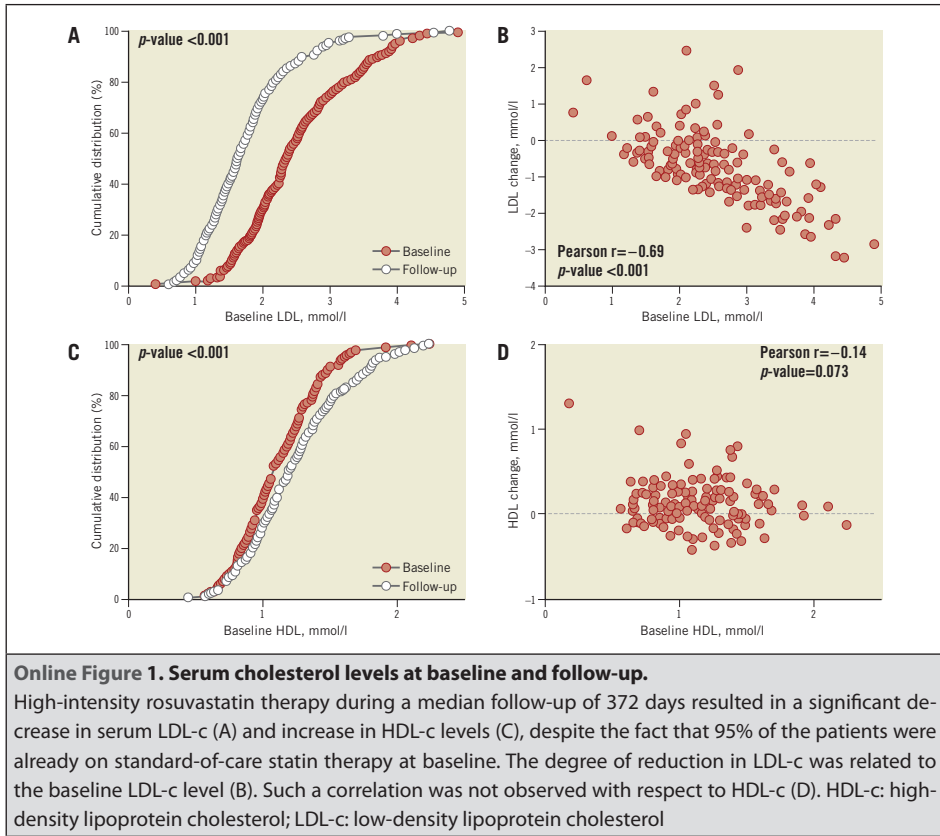 A
p-value <0.001
100
80
60
40
20
0
Cumulative distribution (%)
Baseline
Follow-up
0 1 2 3 4 5
Baseline LDL, mmol/l
B
3
2
1
0
−1
−2
−3
−4
LDL change, mmol/l
Pearson r=−0.69
p-value <0.001
0 1 2 3 4 5
Baseline LDL, mmol/l
C
p-value <0.001
100
80
60
40
20
0
Cumulative distribution (%)
Baseline
Follow-up
0 1 2
Baseline HDL, mmol/l
D
Pearson r=−0.14
p-value=0.073
2
1
0
−1
HDL change, mmol/l
0 1 2
Baseline HDL, mmol/l
Online Figure 1. Serum cholesterol levels at baseline and follow-up.
High-intensity rosuvastatin therapy during a median follow-up of 372 days resulted in a significant de-
crease in serum LDL-c (A) and increase in HDL-c levels (C), despite the fact that 95% of the patients were
already on standard-of-care statin therapy at baseline. The degree of reduction in LDL-c was related to
the baseline LDL-c level (B). Such a correlation was not observed with respect to HDL-c (D). HDL-c: high-
density lipoprotein cholesterol; LDL-c: low-density lipoprotein cholesterol